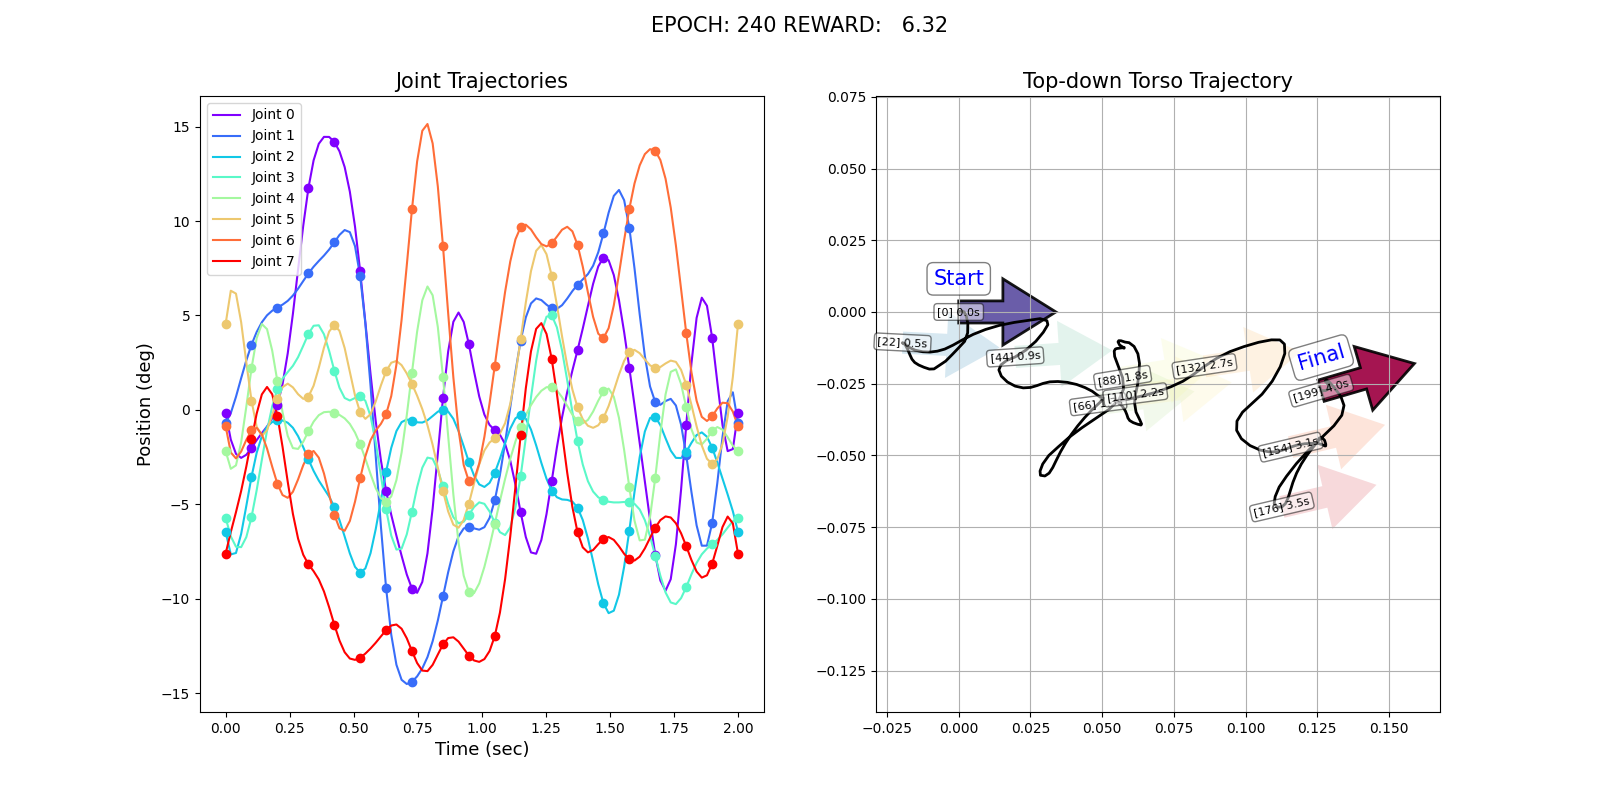 EPOCH: 240 REWARD:   6.32
Joint Trajectories
Joint 0
Joint 1
Joint 2
Joint 3
Joint 4
Joint 5
Joint 6
Joint 7
15
10
5
0
−5
−10
−15
Position (deg)
0.00 0.25 0.50 0.75 1.00 1.25 1.50 1.75 2.00
Time (sec)
Top-down Torso Trajectory
0.075
0.050
0.025
0.000
−0.025
−0.050
−0.075
−0.100
−0.125
−0.025 0.000 0.025 0.050 0.075 0.100 0.125 0.150
Start
[0] 0.0s
[22] 0.5s
[44] 0.9s
[66]
[88] 1.8s
[110] 2.2s
[132] 2.7s
Final
[199] 4.0s
[154] 3.1s
[176] 3.5s